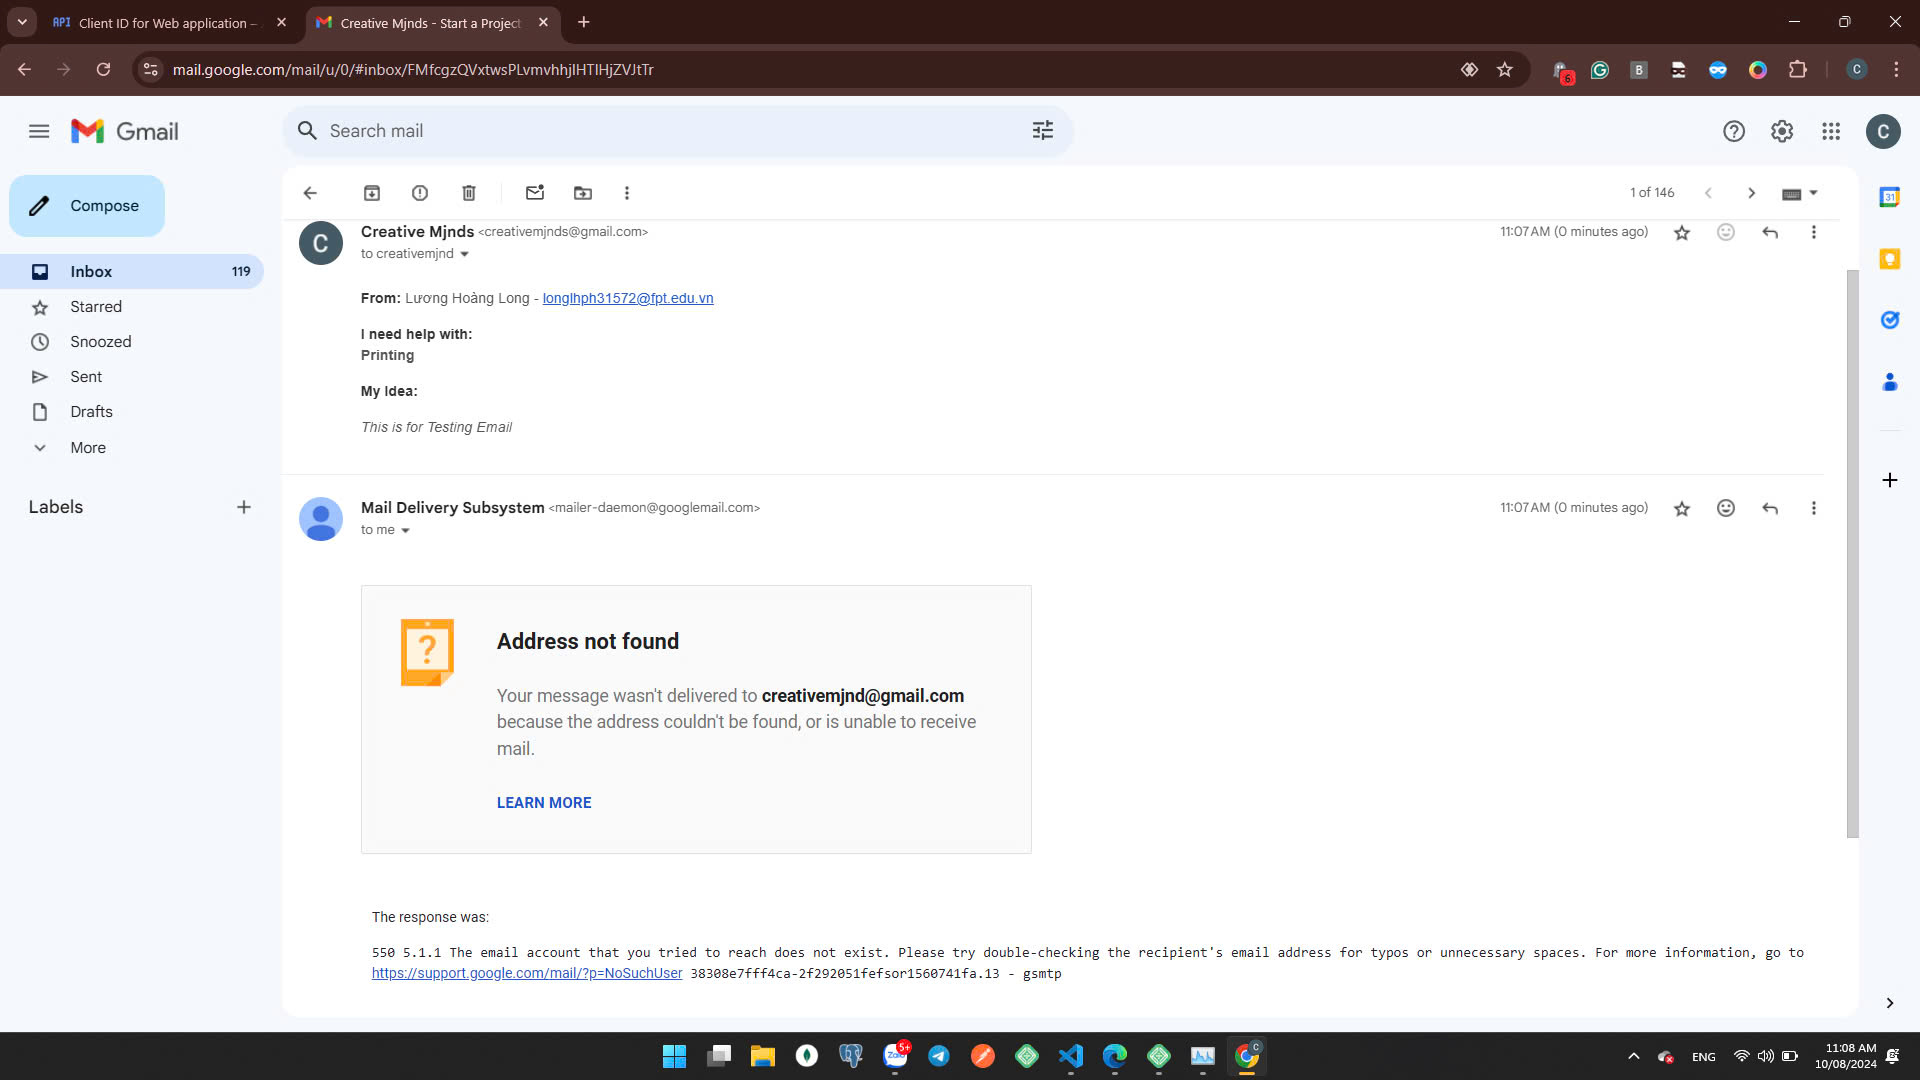 API Client ID for Web application –
Creative Mjnds - Start a Project
mail.google.com/mail/u/0/#inbox/FMfcgzQVxtwsPLvmvhhjlHTlHjZVJtTr
6
B
C
Gmail
Search mail
C
Compose
1 of 146
31
Inbox 119
Starred
Snoozed
Sent
Drafts
More
Labels
C
Creative Mjnds <creativemjnds@gmail.com>
11:07 AM (0 minutes ago)
to creativemjnd
From: Lương Hoàng Long - longlhph31572@fpt.edu.vn
I need help with:
Printing
My Idea:
This is for Testing Email
Mail Delivery Subsystem <mailer-daemon@googlemail.com>
11:07 AM (0 minutes ago)
to me
?
Address not found
Your message wasn't delivered to creativemjnd@gmail.com
because the address couldn't be found, or is unable to receive
mail.
LEARN MORE
The response was:
550 5.1.1 The email account that you tried to reach does not exist. Please try double-checking the recipient's email address for typos or unnecessary spaces. For more information, go to
https://support.google.com/mail/?p=NoSuchUser 38308e7fff4ca-2f292051fefsor1560741fa.13 - gsmtp
Zalo
5+
C
ENG
11:08 AM
10/08/2024